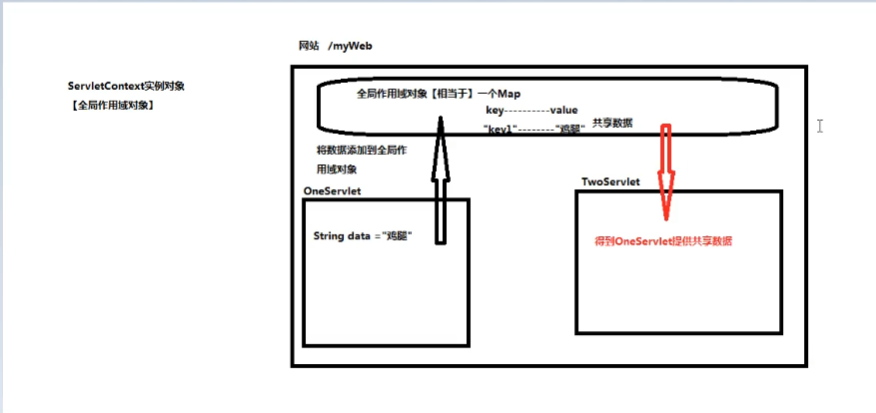 网站 /myWeb
ServletContext实例对象
【全局作用域对象】
全局作用域对象【相当于】一个Map
key----------value
"key1"--------"鸡腿" 共享数据
将数据添加到全局作
用域对象
OneServlet
TwoServlet
String data ="鸡腿"
得到OneServlet提供共享数据